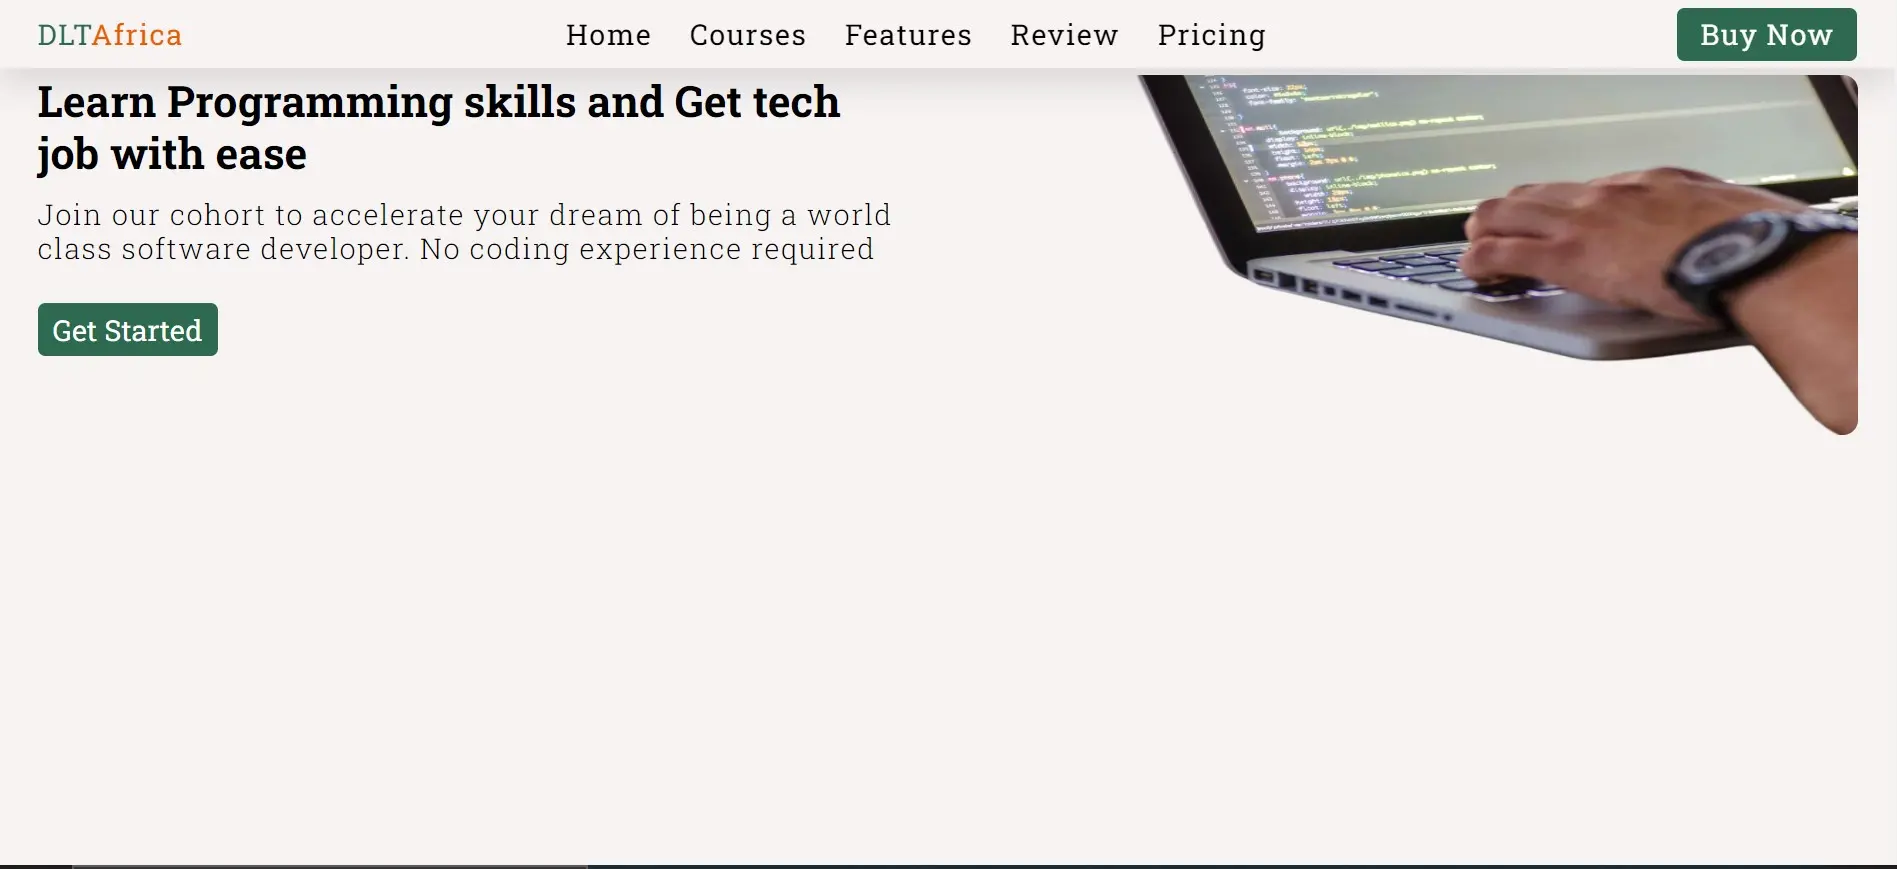 DLTAfrica
Home Courses Features Review Pricing
Buy Now
Learn Programming skills and Get tech
job with ease
Join our cohort to accelerate your dream of being a world
class software developer. No coding experience required
Get Started